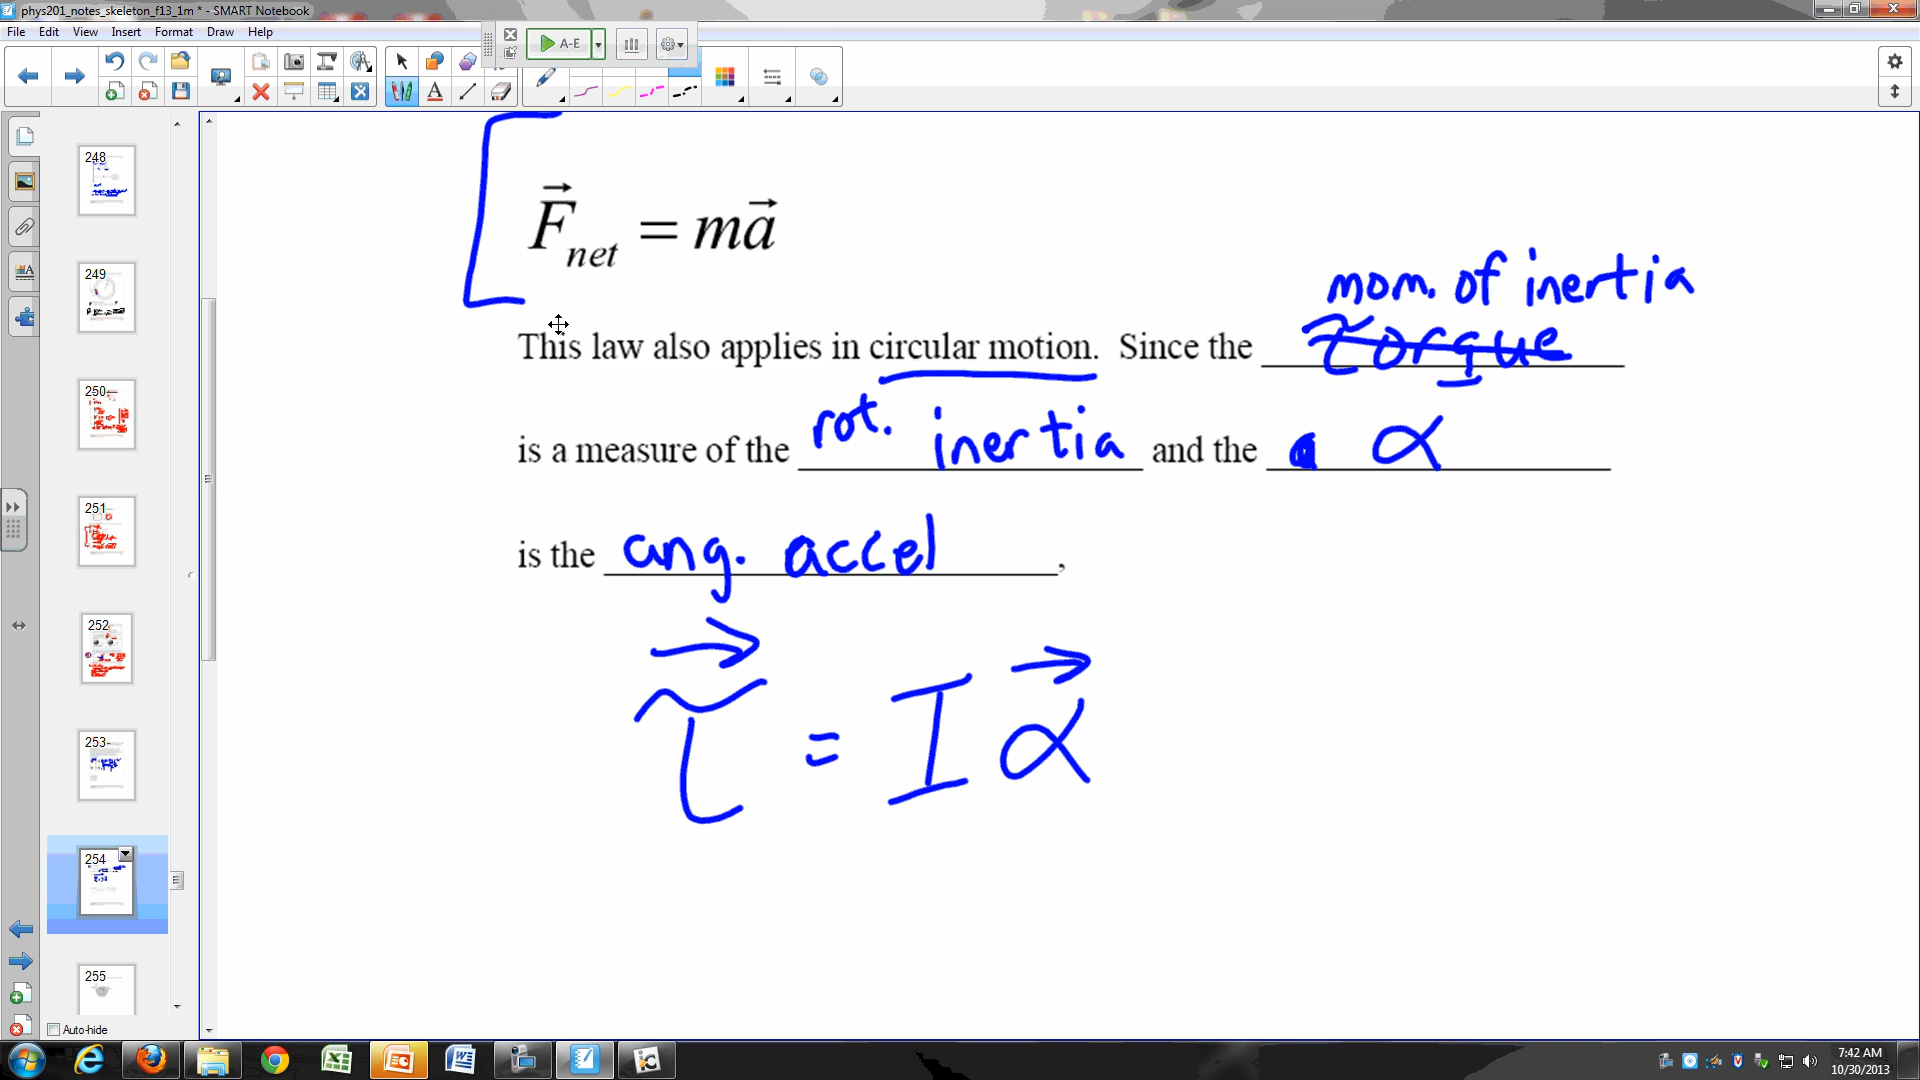 phys201_notes_skeleton_f13_1m * - SMART Notebook
File Edit View Insert Format Draw Help
A-E
248
249
250
251
252
253
254
255
Auto-hide
F⃗net = ma⃗
mom. of inertia
This law also applies in circular motion. Since the torque
is a measure of the rot. inertia and the α
is the ang. accel ,
τ⃗ = I α⃗
7:42 AM
10/30/2013